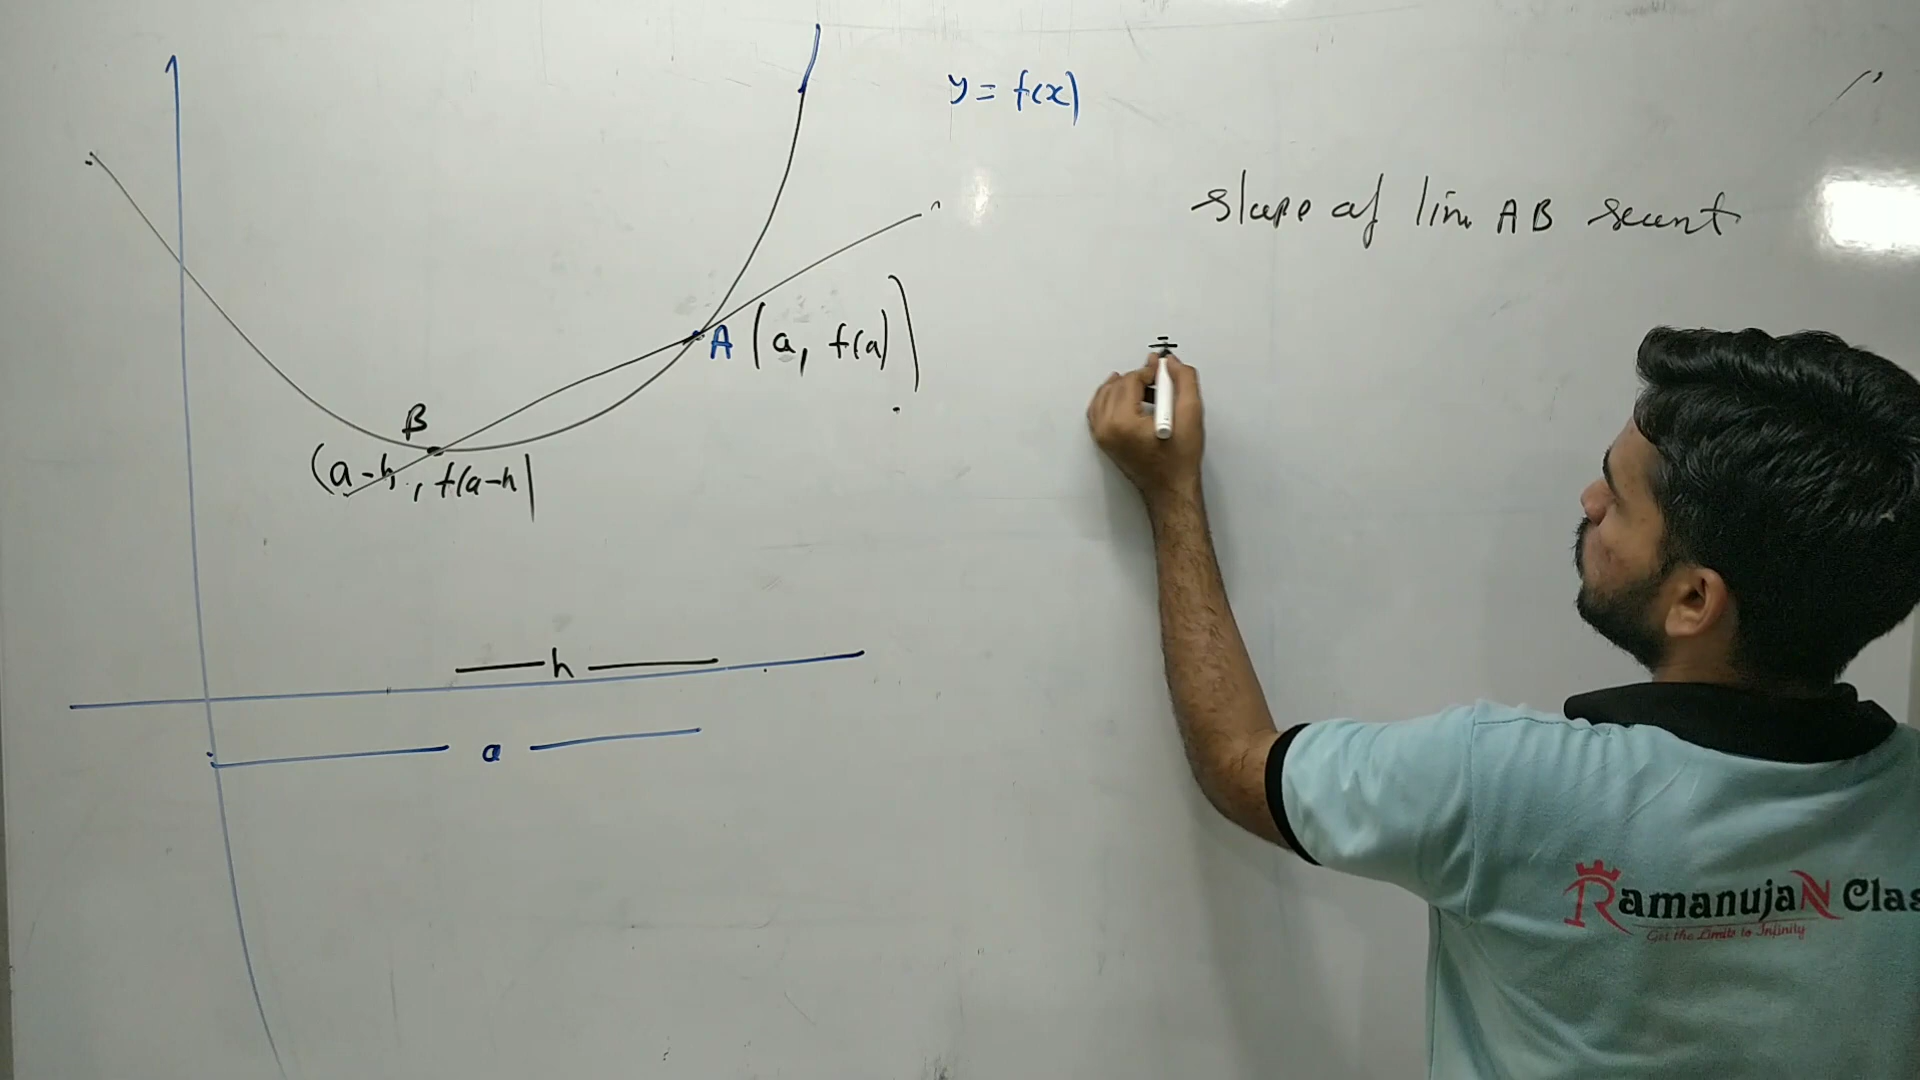 y = f(x)
slope of line AB secant
=
A (a, f(a))
B
(a-h, f(a-h)
h
a
RamanujaN Clas
Get the Limits to Infinity